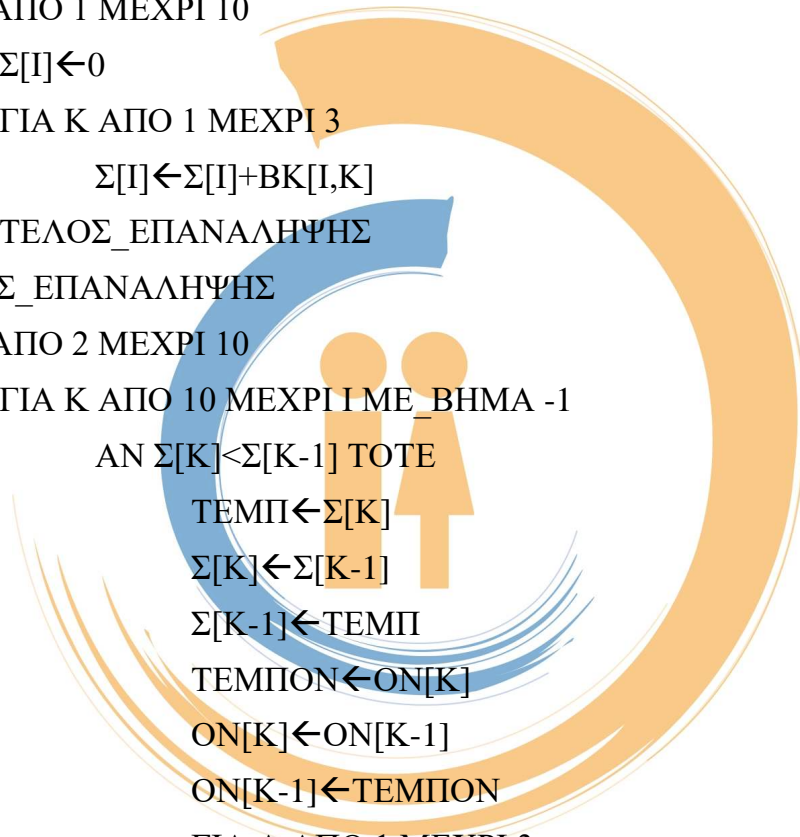 ΑΠΟ 1 ΜΕΧΡΙ 10
Σ[Ι]←0
ΓΙΑ Κ ΑΠΟ 1 ΜΕΧΡΙ 3
Σ[Ι]←Σ[Ι]+ΒΚ[Ι,Κ]
ΤΕΛΟΣ_ΕΠΑΝΑΛΗΨΗΣ
Σ_ΕΠΑΝΑΛΗΨΗΣ
ΑΠΟ 2 ΜΕΧΡΙ 10
ΓΙΑ Κ ΑΠΟ 10 ΜΕΧΡΙ Ι ΜΕ_ΒΗΜΑ -1
ΑΝ Σ[Κ]<Σ[Κ-1] ΤΟΤΕ
ΤΕΜΠ←Σ[Κ]
Σ[Κ]←Σ[Κ-1]
Σ[Κ-1]←ΤΕΜΠ
ΤΕΜΠΟΝ←ΟΝ[Κ]
ΟΝ[Κ]←ΟΝ[Κ-1]
ΟΝ[Κ-1]←ΤΕΜΠΟΝ